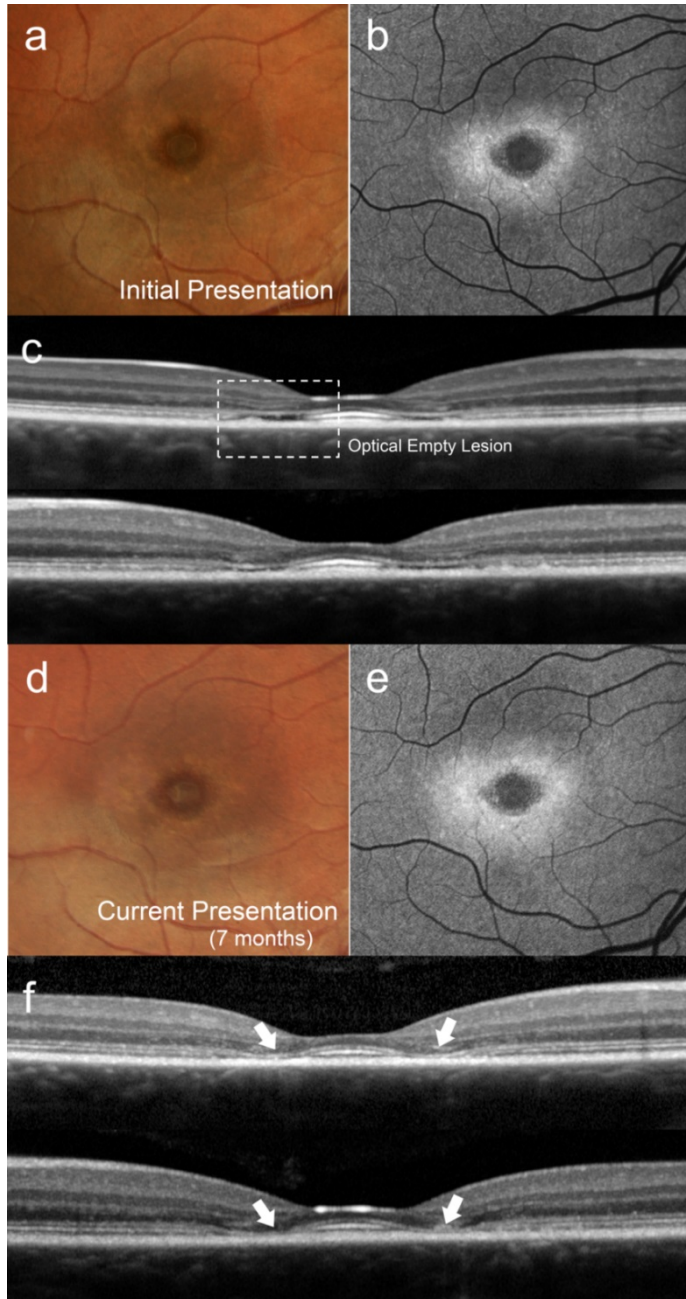 a
b
Initial Presentation
c
Optical Empty Lesion
d
e
Current Presentation
(7 months)
f